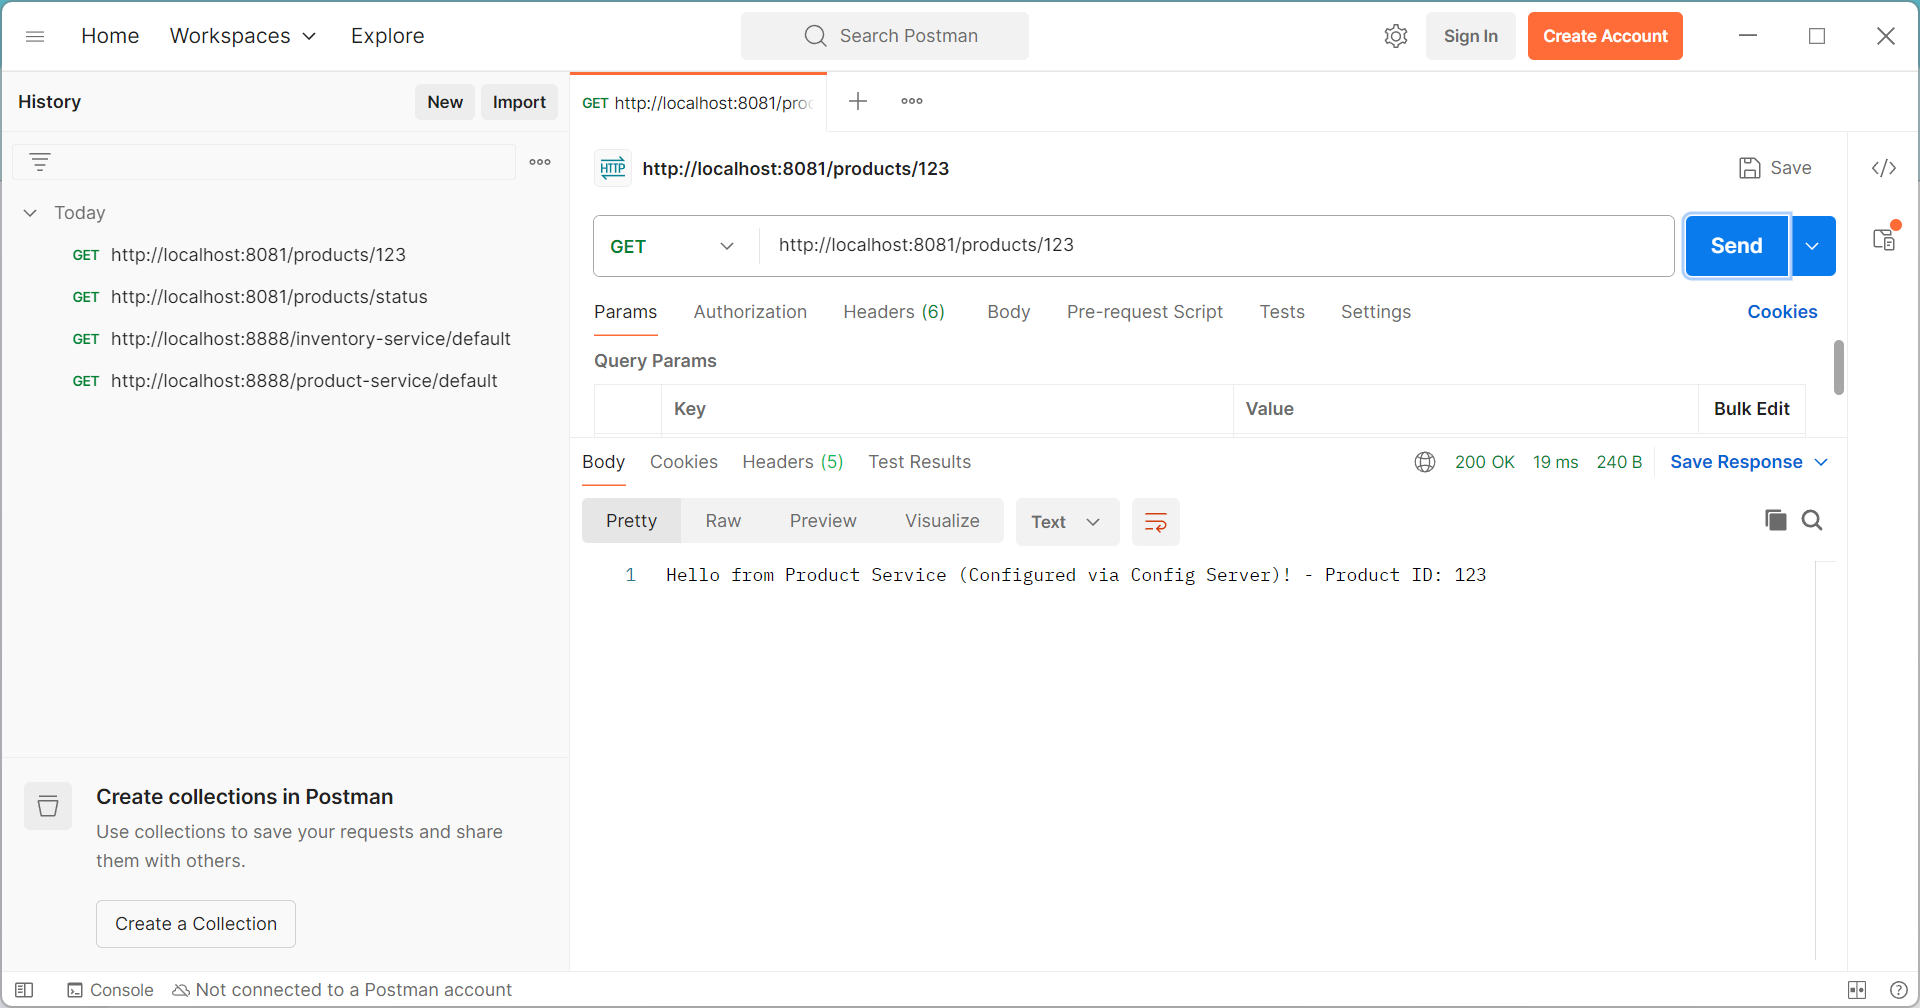 Home
Workspaces
Explore
Search Postman
Sign In
Create Account
History
New
Import
GET http://localhost:8081/pro
HTTP http://localhost:8081/products/123
Save
Today
GET http://localhost:8081/products/123
GET http://localhost:8081/products/status
GET http://localhost:8888/inventory-service/default
GET http://localhost:8888/product-service/default
GET
http://localhost:8081/products/123
Send
Params
Authorization
Headers (6)
Body
Pre-request Script
Tests
Settings
Cookies
Query Params
Key
Value
Bulk Edit
Body
Cookies
Headers (5)
Test Results
200 OK
19 ms
240 B
Save Response
Pretty
Raw
Preview
Visualize
Text
1 Hello from Product Service (Configured via Config Server)! - Product ID: 123
Create collections in Postman
Use collections to save your requests and share
them with others.
Create a Collection
Console
Not connected to a Postman account